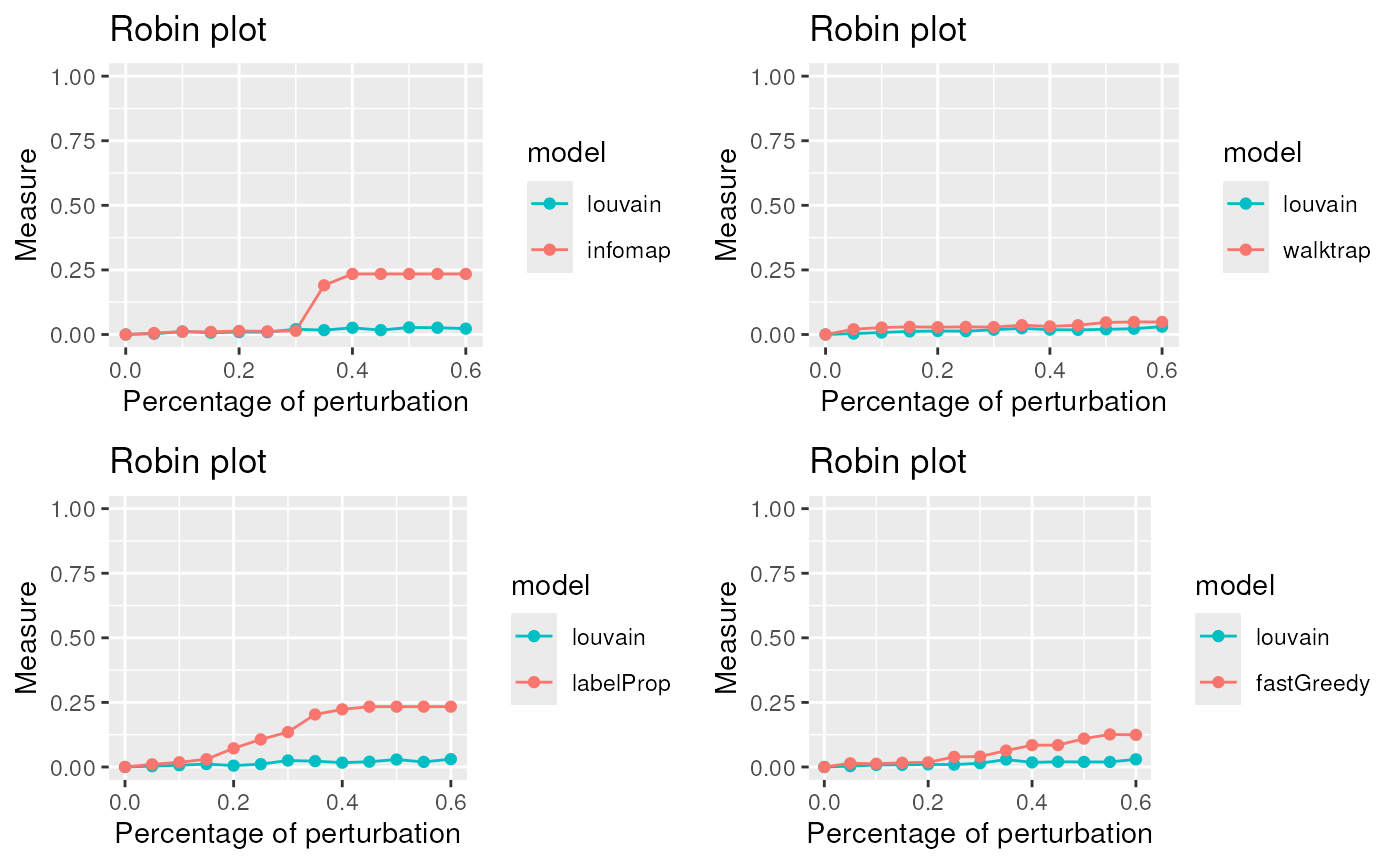 Robin plot
1.00
0.75
0.50
0.25
0.00
Measure
0.0 0.2 0.4 0.6
Percentage of perturbation
model
louvain
infomap
Robin plot
1.00
0.75
0.50
0.25
0.00
Measure
0.0 0.2 0.4 0.6
Percentage of perturbation
model
louvain
walktrap
Robin plot
1.00
0.75
0.50
0.25
0.00
Measure
0.0 0.2 0.4 0.6
Percentage of perturbation
model
louvain
labelProp
Robin plot
1.00
0.75
0.50
0.25
0.00
Measure
0.0 0.2 0.4 0.6
Percentage of perturbation
model
louvain
fastGreedy